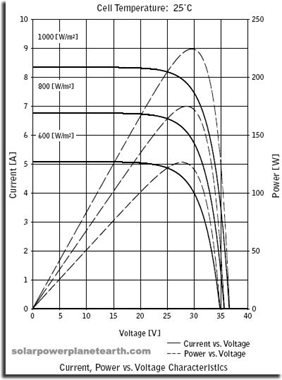 Cell Temperature: 25°C
10
9
8
7
6
5
4
3
2
1
0
Current [A]
1000 [W/m²]
800 [W/m²]
600 [W/m²]
250
200
150
100
50
0
Power [W]
0 5 10 15 20 25 30 35 40
Voltage [V]
Current vs. Voltage
Power vs. Voltage
solarpowerplanetearth.com
Current, Power vs. Voltage Characteristics